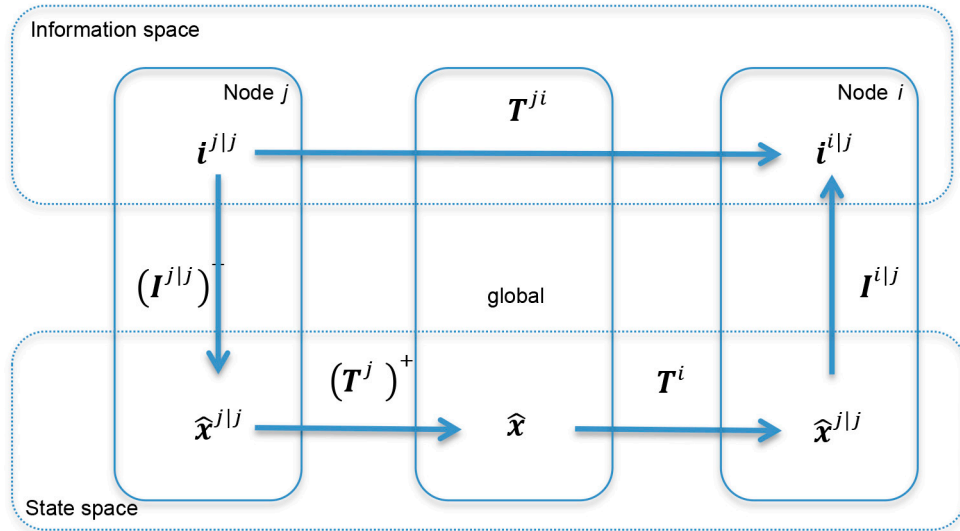 Information space
Node j
Node i
T^{ji}
i^{j|j}
i^{i|j}
(I^{j|j})^+
global
I^{i|j}
(T^j)^+
T^i
x̂^{j|j}
x̂
x̂^{j|j}
State space